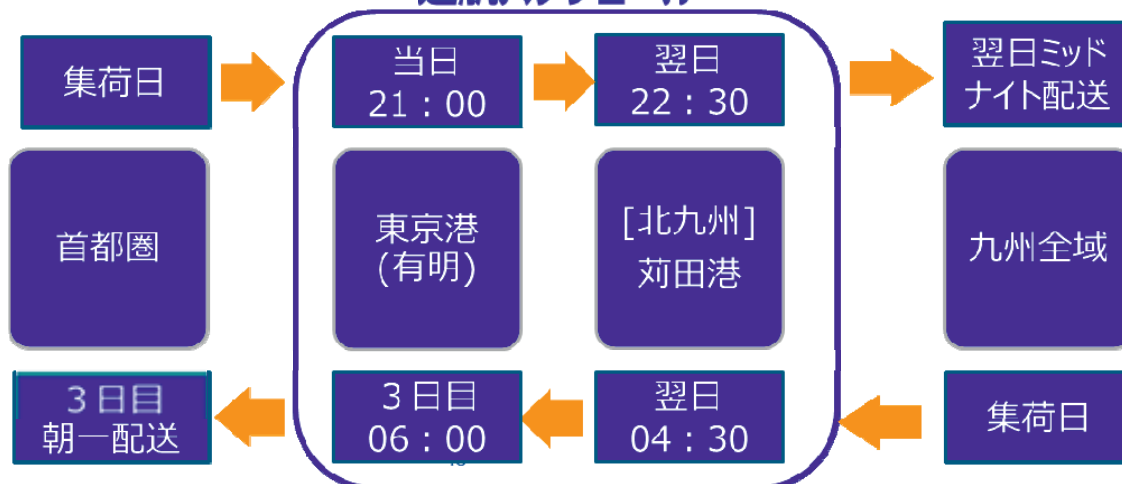 集荷日
当日
21：00
翌日
22：30
翌日ミッド
ナイト配送
首都圏
東京港
(有明)
[北九州]
苅田港
九州全域
３日目
朝一配送
３日目
06：00
翌日
04：30
集荷日